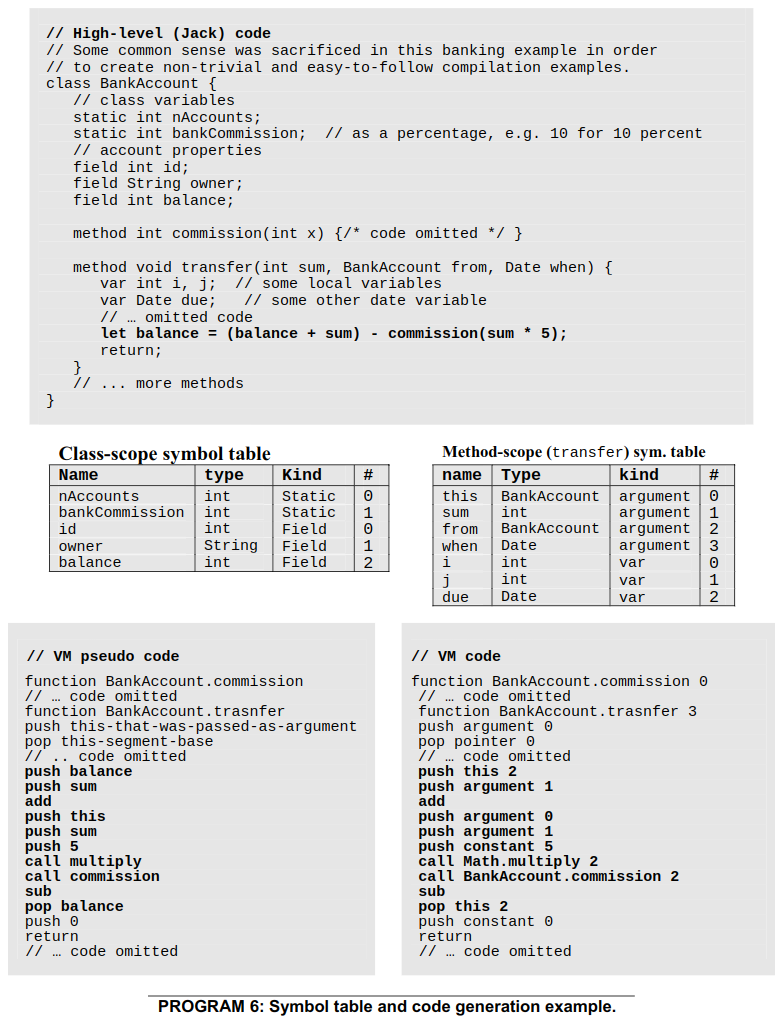 // High-level (Jack) code
// Some common sense was sacrificed in this banking example in order
// to create non-trivial and easy-to-follow compilation examples.
class BankAccount {
// class variables
static int nAccounts;
static int bankCommission;  // as a percentage, e.g. 10 for 10 percent
// account properties
field int id;
field String owner;
field int balance;
method int commission(int x) {/* code omitted */ }
method void transfer(int sum, BankAccount from, Date when) {
var int i, j;  // some local variables
var Date due;   // some other date variable
// … omitted code
let balance = (balance + sum) - commission(sum * 5);
return;
}
// ... more methods
}
Class-scope symbol table
Name type Kind #
nAccounts int Static 0
bankCommission int Static 1
id int Field 0
owner String Field 1
balance int Field 2
Method-scope (transfer) sym. table
name Type kind #
this BankAccount argument 0
sum int argument 1
from BankAccount argument 2
when Date argument 3
i int var 0
j int var 1
due Date var 2
// VM pseudo code
function BankAccount.commission
// … code omitted
function BankAccount.trasnfer
push this-that-was-passed-as-argument
pop this-segment-base
// .. code omitted
push balance
push sum
add
push this
push sum
push 5
call multiply
call commission
sub
pop balance
push 0
return
// … code omitted
// VM code
function BankAccount.commission 0
// … code omitted
function BankAccount.trasnfer 3
push argument 0
pop pointer 0
// … code omitted
push this 2
push argument 1
add
push argument 0
push argument 1
push constant 5
call Math.multiply 2
call BankAccount.commission 2
sub
pop this 2
push constant 0
return
// … code omitted
PROGRAM 6: Symbol table and code generation example.